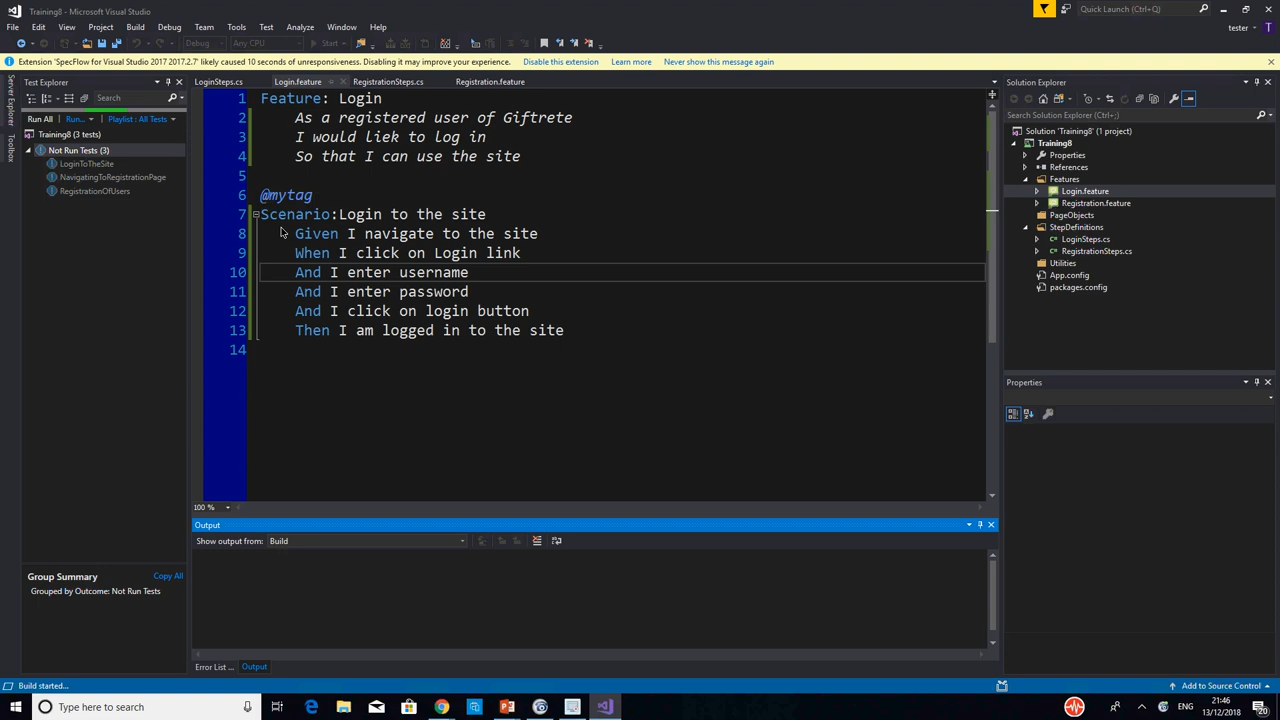 Training8 - Microsoft Visual Studio
Quick Launch (Ctrl+Q)
File Edit View Project Build Debug Team Tools Test Analyze Window Help
tester T
Debug Any CPU Start
Extension 'SpecFlow for Visual Studio 2017 2017.2.7' likely caused 10 seconds of unresponsiveness. Disabling it may improve your experience. Disable this extension Learn more Never show this message again
Server Explorer
Toolbox
Test Explorer
Search
Run All Run... Playlist : All Tests
Training8 (3 tests)
Not Run Tests (3)
LoginToTheSite
NavigatingToRegistrationPage
RegistrationOfUsers
Group Summary Copy All
Grouped by Outcome: Not Run Tests
LoginSteps.cs Login.feature RegistrationSteps.cs Registration.feature
1 Feature: Login
2 As a registered user of Giftrete
3 I would liek to log in
4 So that I can use the site
5
6 @mytag
7 Scenario:Login to the site
8 Given I navigate to the site
9 When I click on Login link
10 And I enter username
11 And I enter password
12 And I click on login button
13 Then I am logged in to the site
14
100 %
Output
Show output from: Build
Error List ... Output
Solution Explorer
Search Solution Explorer (Ctrl+;)
Solution 'Training8' (1 project)
Training8
Properties
References
Features
Login.feature
Registration.feature
PageObjects
StepDefinitions
LoginSteps.cs
RegistrationSteps.cs
Utilities
App.config
packages.config
Properties
Build started...
Add to Source Control
Type here to search
ENG
21:46
13/12/2018
20